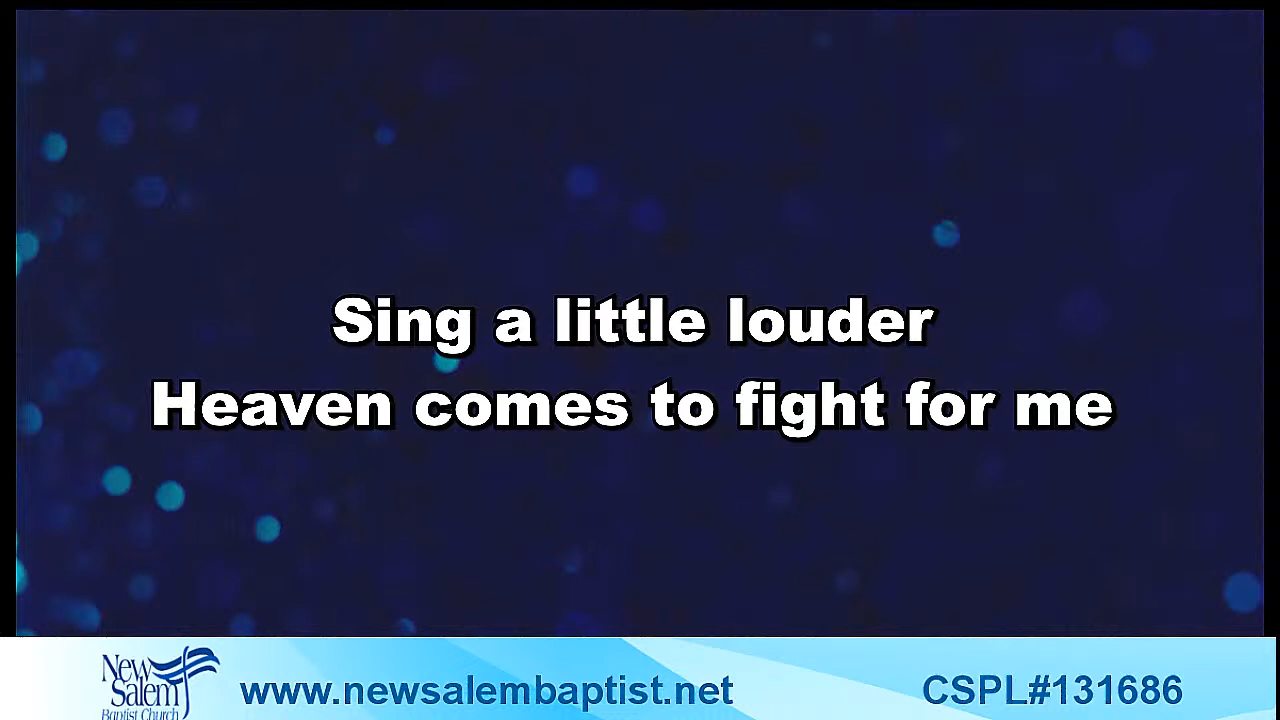 Sing a little louder
Heaven comes to fight for me
New
Salem
Baptist Church
www.newsalembaptist.net
CSPL#131686